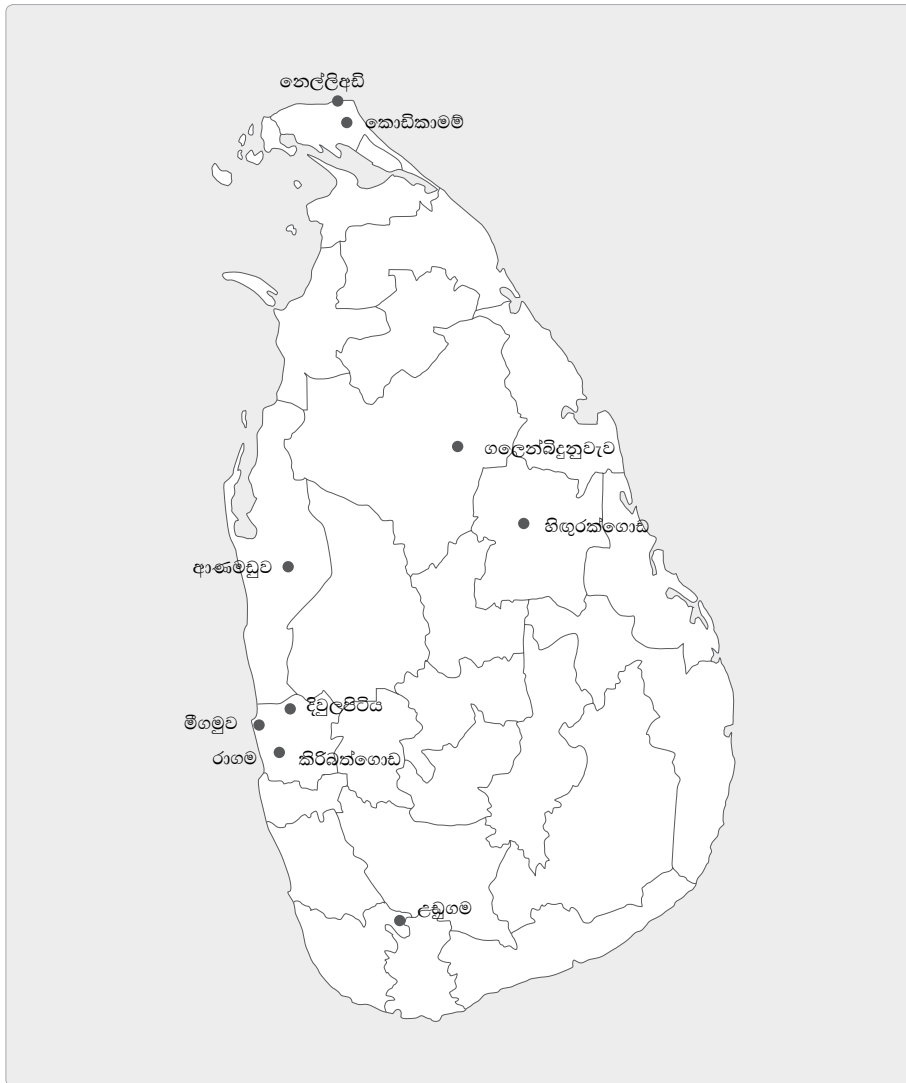 නෙල්ලිඅඩි
කොඩිකාමම්
ගලෙන්බිදුනුවැව
හිඟුරක්ගොඩ
ආණමඩුව
දිවුලපිටිය
මීගමුව
රාගම
කිරිබත්ගොඩ
උඩුගම